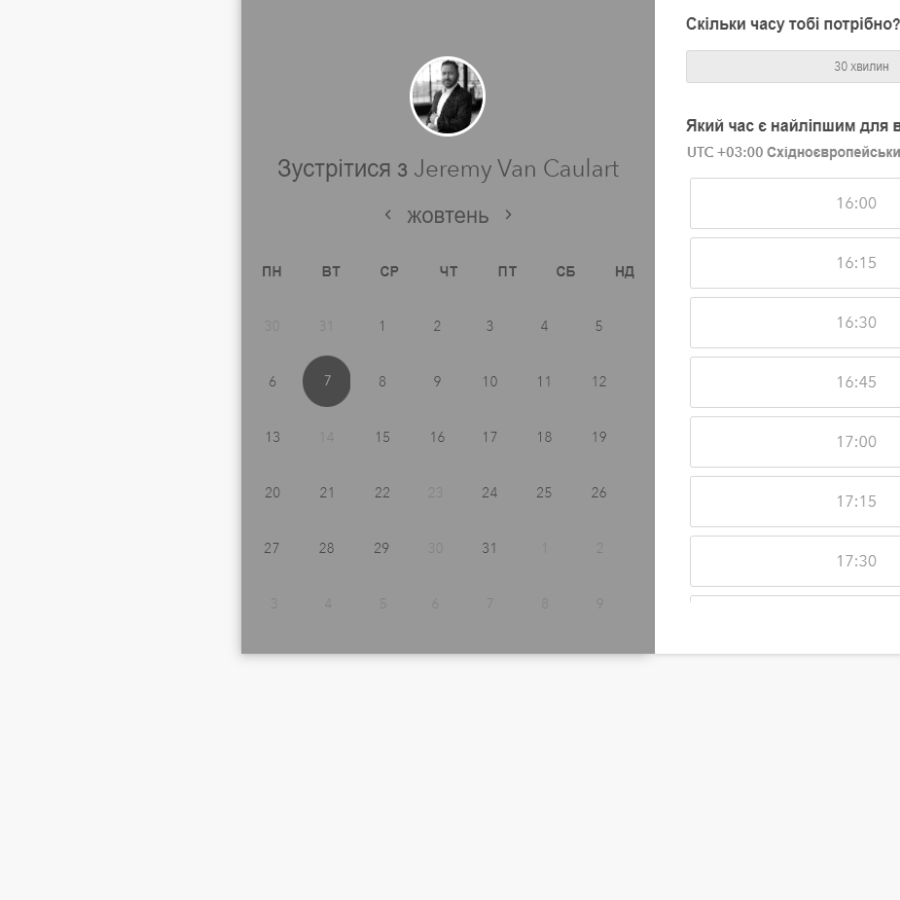 Зустрітися з Jeremy Van Caulart
жовтень
ПН ВТ СР ЧТ ПТ СБ НД
30 31 1 2 3 4 5
6 7 8 9 10 11 12
13 14 15 16 17 18 19
20 21 22 23 24 25 26
27 28 29 30 31 1 2
3 4 5 6 7 8 9
Скільки часу тобі потрібно?
30 хвилин
Який час є найліпшим для в
UTC +03:00 Східноєвропейськи
16:00
16:15
16:30
16:45
17:00
17:15
17:30